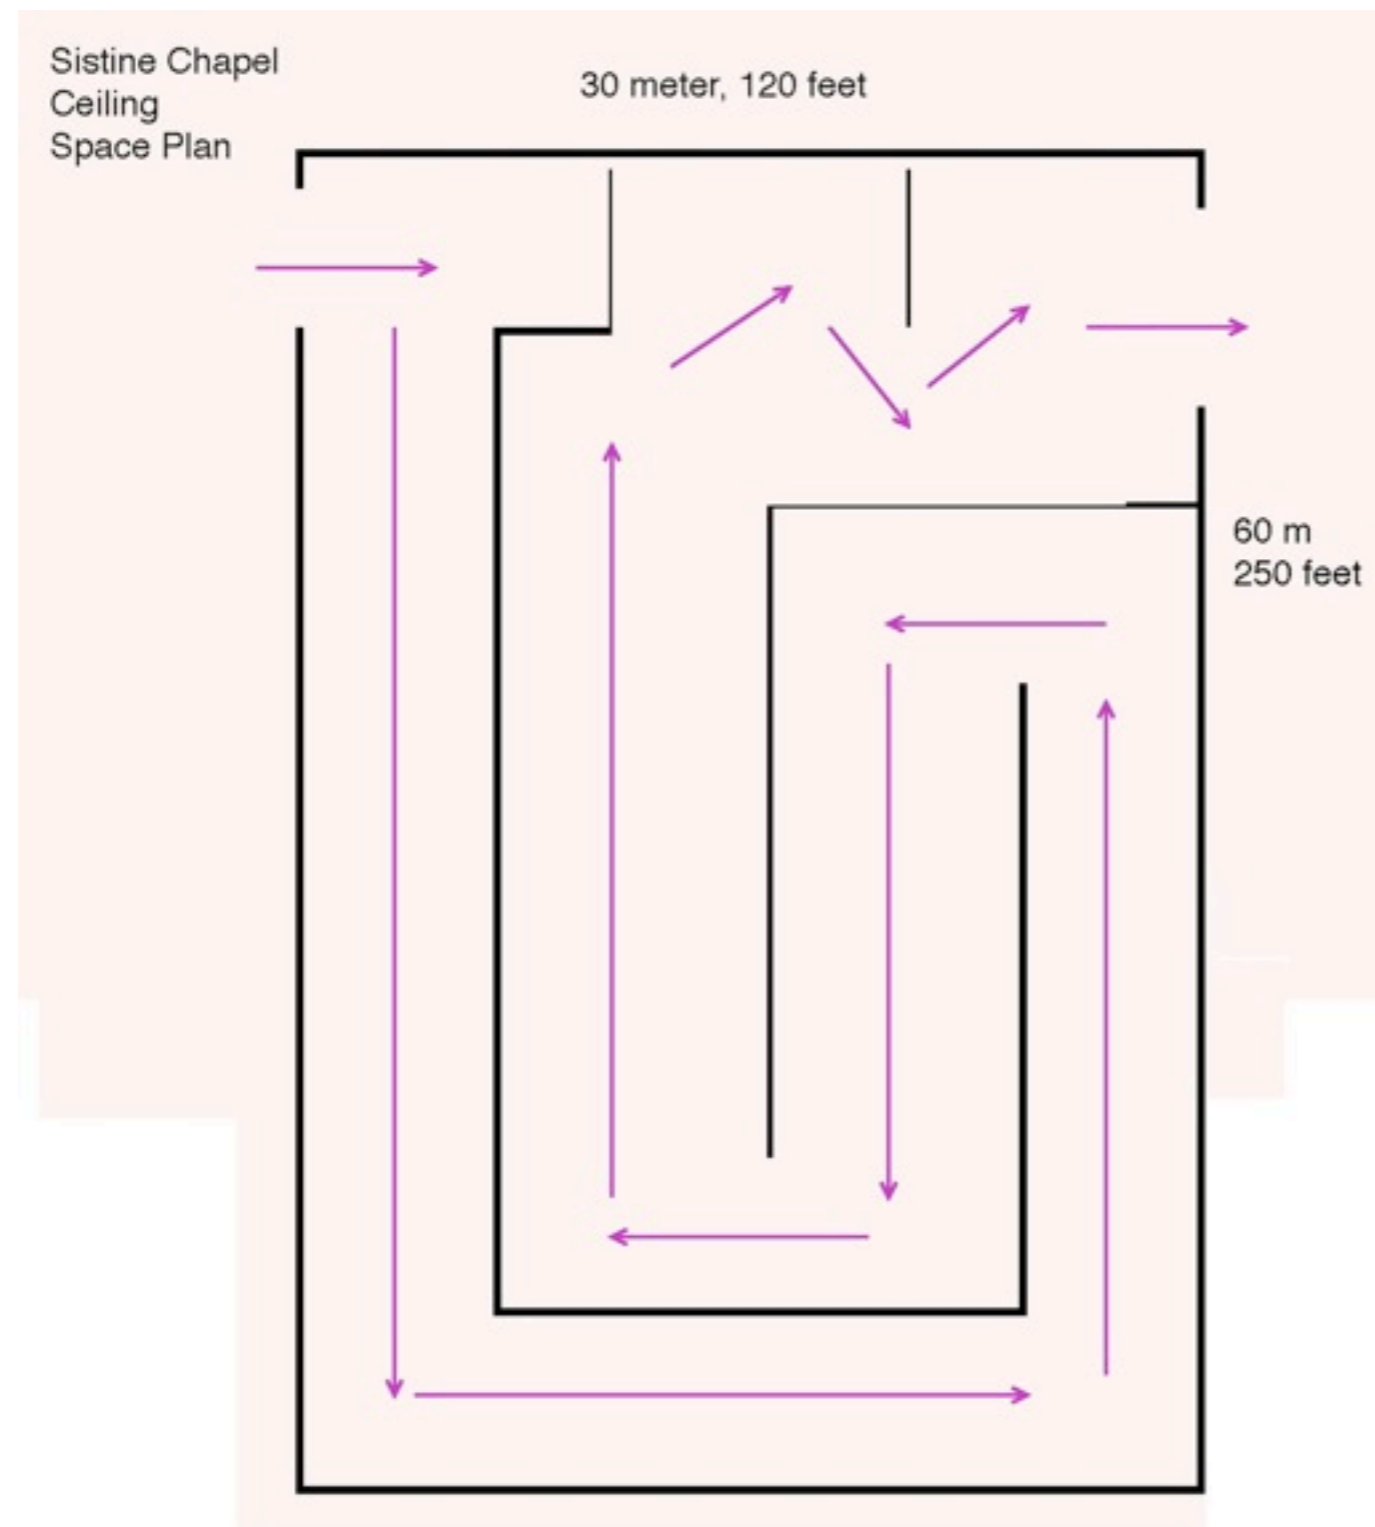 Sistine Chapel
Ceiling
Space Plan
30 meter, 120 feet
60 m
250 feet